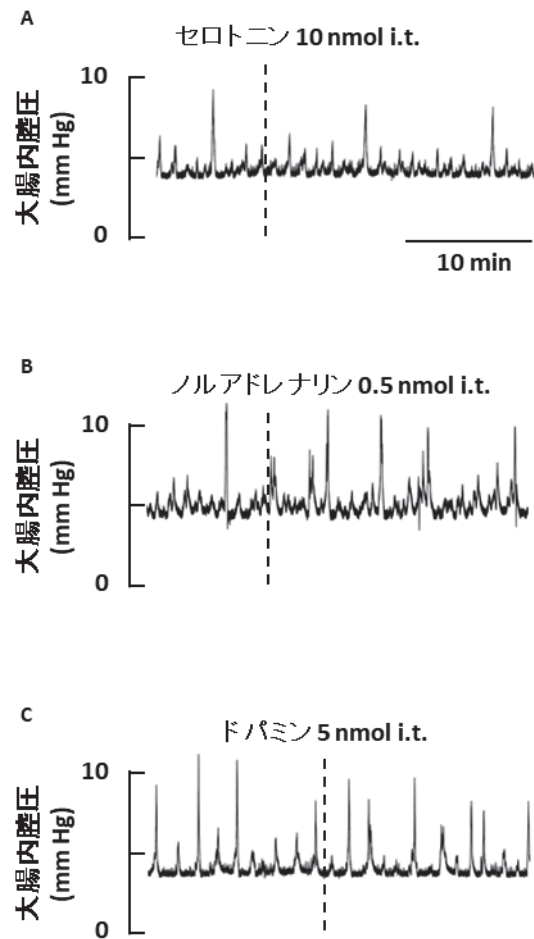 A
セロトニン 10 nmol i.t.
10
大腸内腔圧
(mm Hg)
0
10 min
B
ノルアドレナリン 0.5 nmol i.t.
10
大腸内腔圧
(mm Hg)
0
C
ドパミン 5 nmol i.t.
10
大腸内腔圧
(mm Hg)
0